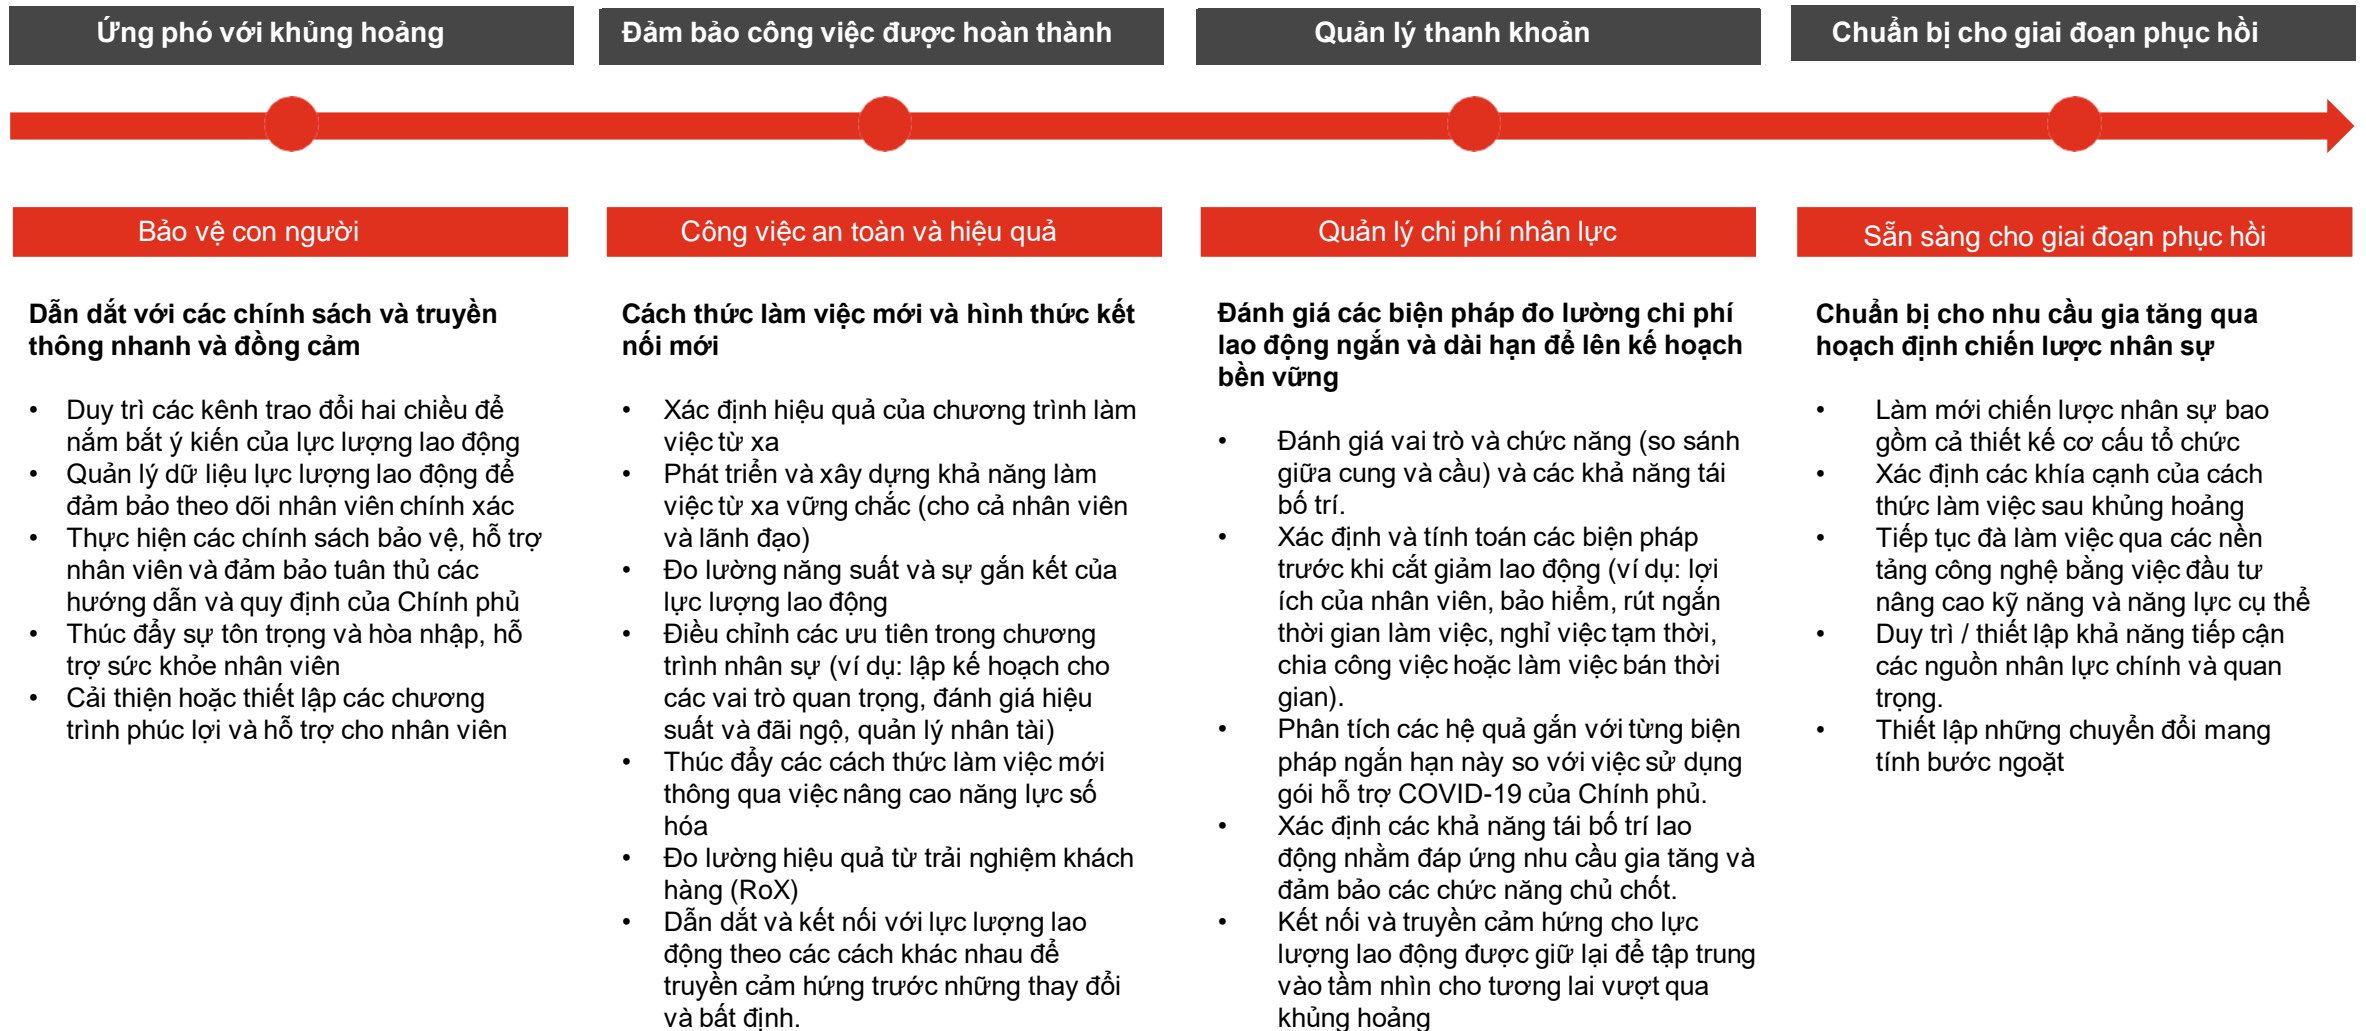 Ứng phó với khủng hoảng
Đảm bảo công việc được hoàn thành
Quản lý thanh khoản
Chuẩn bị cho giai đoạn phục hồi
Bảo vệ con người
Công việc an toàn và hiệu quả
Quản lý chi phí nhân lực
Sẵn sàng cho giai đoạn phục hồi
Dẫn dắt với các chính sách và truyền
thông nhanh và đồng cảm
• Duy trì các kênh trao đổi hai chiều để
nắm bắt ý kiến của lực lượng lao động
• Quản lý dữ liệu lực lượng lao động để
đảm bảo theo dõi nhân viên chính xác
• Thực hiện các chính sách bảo vệ, hỗ trợ
nhân viên và đảm bảo tuân thủ các
hướng dẫn và quy định của Chính phủ
• Thúc đẩy sự tôn trọng và hòa nhập, hỗ
trợ sức khỏe nhân viên
• Cải thiện hoặc thiết lập các chương
trình phúc lợi và hỗ trợ cho nhân viên
Cách thức làm việc mới và hình thức kết
nối mới
• Xác định hiệu quả của chương trình làm
việc từ xa
• Phát triển và xây dựng khả năng làm
việc từ xa vững chắc (cho cả nhân viên
và lãnh đạo)
• Đo lường năng suất và sự gắn kết của
lực lượng lao động
• Điều chỉnh các ưu tiên trong chương
trình nhân sự (ví dụ: lập kế hoạch cho
các vai trò quan trọng, đánh giá hiệu
suất và đãi ngộ, quản lý nhân tài)
• Thúc đẩy các cách thức làm việc mới
thông qua việc nâng cao năng lực số
hóa
• Đo lường hiệu quả từ trải nghiệm khách
hàng (RoX)
• Dẫn dắt và kết nối với lực lượng lao
động theo các cách khác nhau để
truyền cảm hứng trước những thay đổi
và bất định.
Đánh giá các biện pháp đo lường chi phí
lao động ngắn và dài hạn để lên kế hoạch
bền vững
• Đánh giá vai trò và chức năng (so sánh
giữa cung và cầu) và các khả năng tái
bố trí.
• Xác định và tính toán các biện pháp
trước khi cắt giảm lao động (ví dụ: lợi
ích của nhân viên, bảo hiểm, rút ngắn
thời gian làm việc, nghỉ việc tạm thời,
chia công việc hoặc làm việc bán thời
gian).
• Phân tích các hệ quả gắn với từng biện
pháp ngắn hạn này so với việc sử dụng
gói hỗ trợ COVID-19 của Chính phủ.
• Xác định các khả năng tái bố trí lao
động nhằm đáp ứng nhu cầu gia tăng và
đảm bảo các chức năng chủ chốt.
• Kết nối và truyền cảm hứng cho lực
lượng lao động được giữ lại để tập trung
vào tầm nhìn cho tương lai vượt qua
khủng hoảng
Chuẩn bị cho nhu cầu gia tăng qua
hoạch định chiến lược nhân sự
• Làm mới chiến lược nhân sự bao
gồm cả thiết kế cơ cấu tổ chức
• Xác định các khía cạnh của cách
thức làm việc sau khủng hoảng
• Tiếp tục đà làm việc qua các nền
tảng công nghệ bằng việc đầu tư
nâng cao kỹ năng và năng lực cụ thể
• Duy trì / thiết lập khả năng tiếp cận
các nguồn nhân lực chính và quan
trọng.
• Thiết lập những chuyển đổi mang
tính bước ngoặt